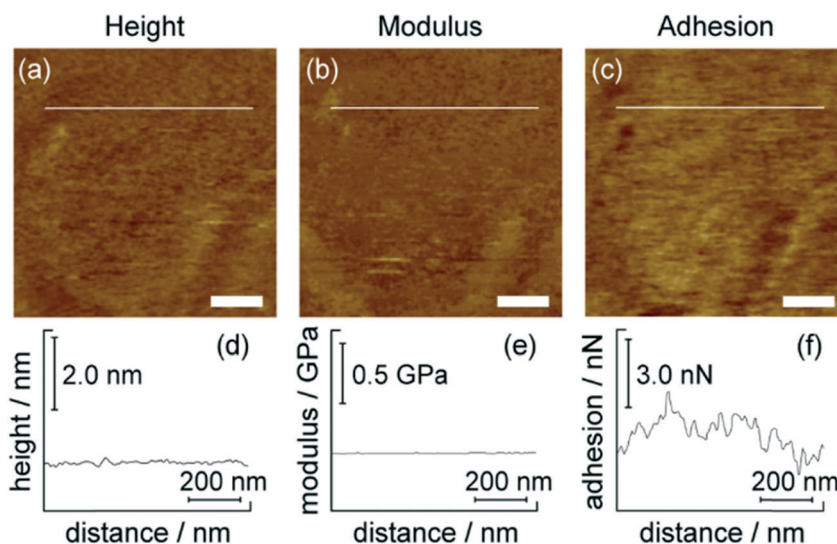 Height
Modulus
Adhesion
(a)
(b)
(c)
height / nm
2.0 nm
(d)
200 nm
distance / nm
modulus / GPa
0.5 GPa
(e)
200 nm
distance / nm
adhesion / nN
3.0 nN
(f)
200 nm
distance / nm